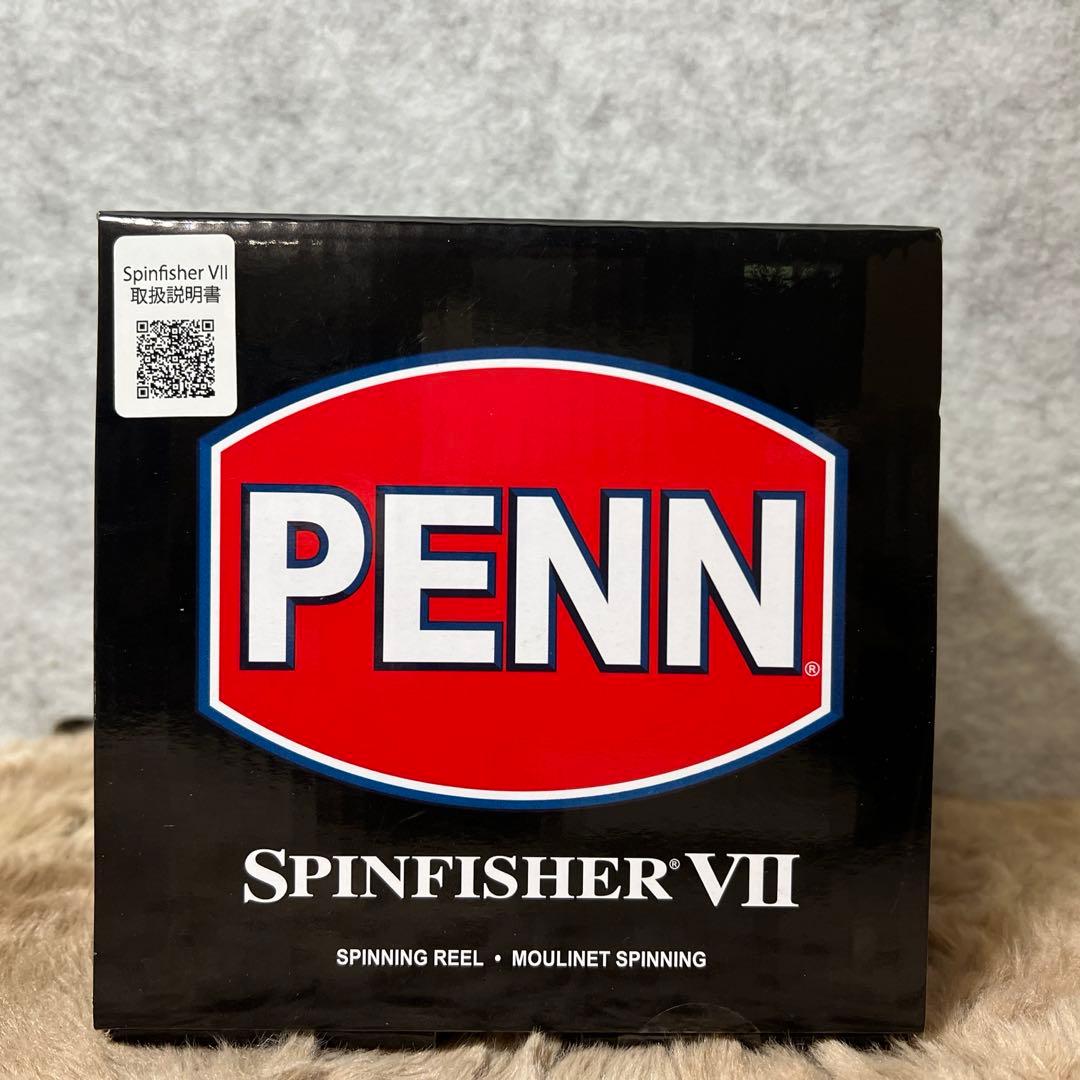 Spinfisher VII
取扱説明書
PENN®
SPINFISHER® VII
SPINNING REEL • MOULINET SPINNING